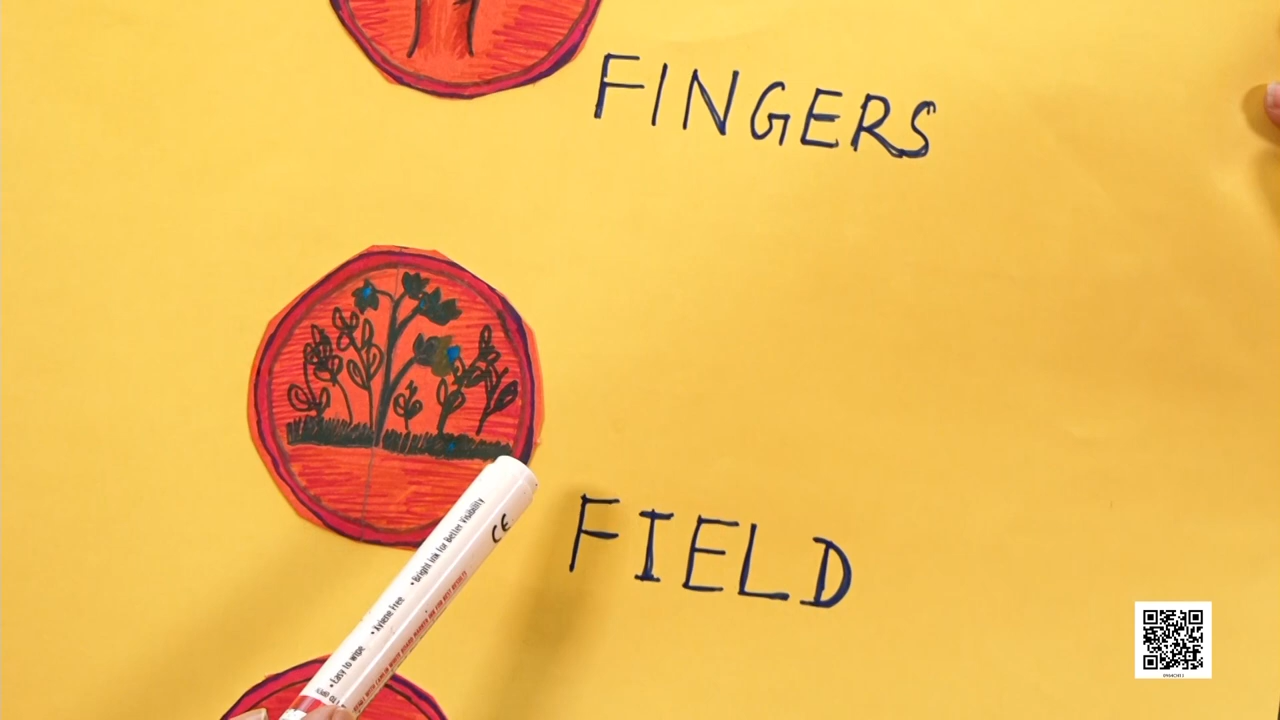 FINGERS
FIELD
CE
• Bright Ink for Better Visibility
• Xylene Free
• Easy to wipe